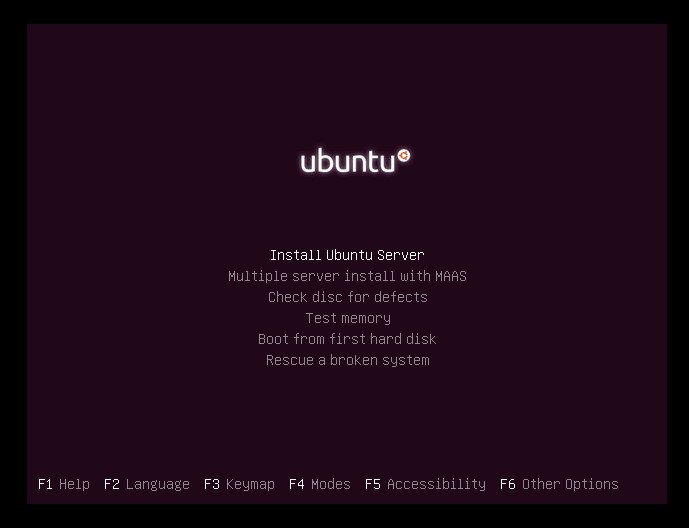 ubuntu
Install Ubuntu Server
Multiple server install with MAAS
Check disc for defects
Test memory
Boot from first hard disk
Rescue a broken system
F1 Help F2 Language F3 Keymap F4 Modes F5 Accessibility F6 Other Options